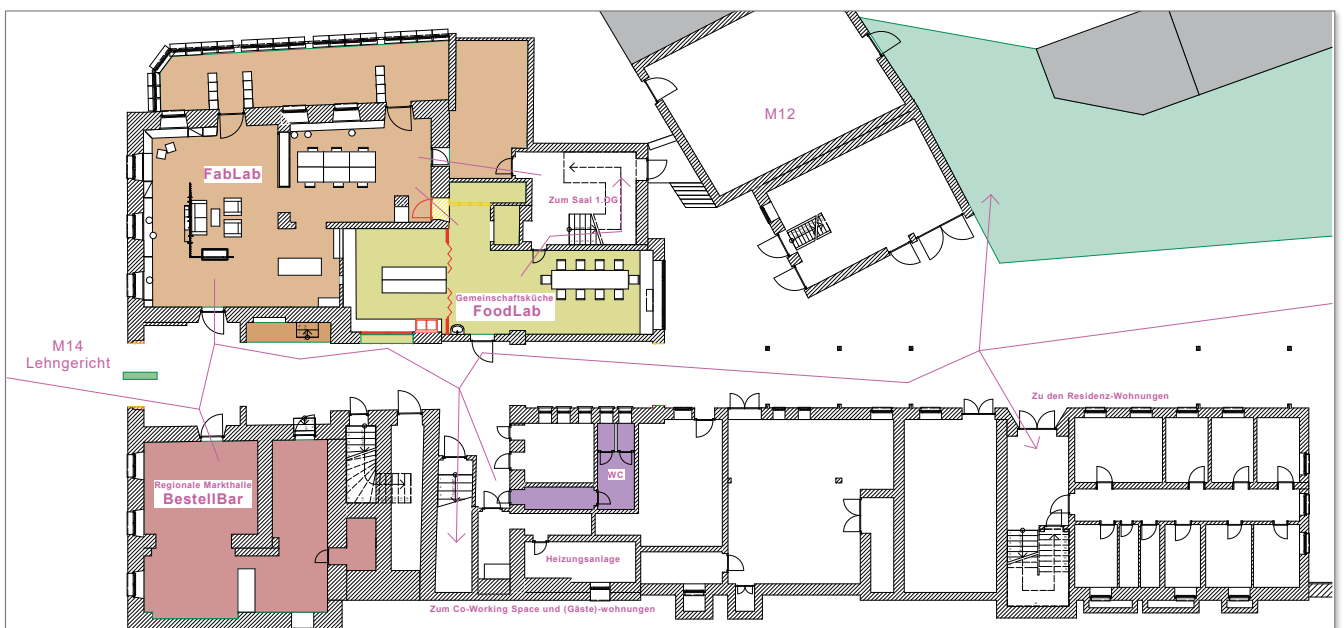 M12
FabLab
Zum Saal 1.OG
Gemeinschaftsküche
FoodLab
M14
Lehngericht
Zu den Residenz-Wohnungen
Regionale Markthalle
BestellBar
WC
Heizungsanlage
Zum Co-Working Space und (Gäste)-wohnungen